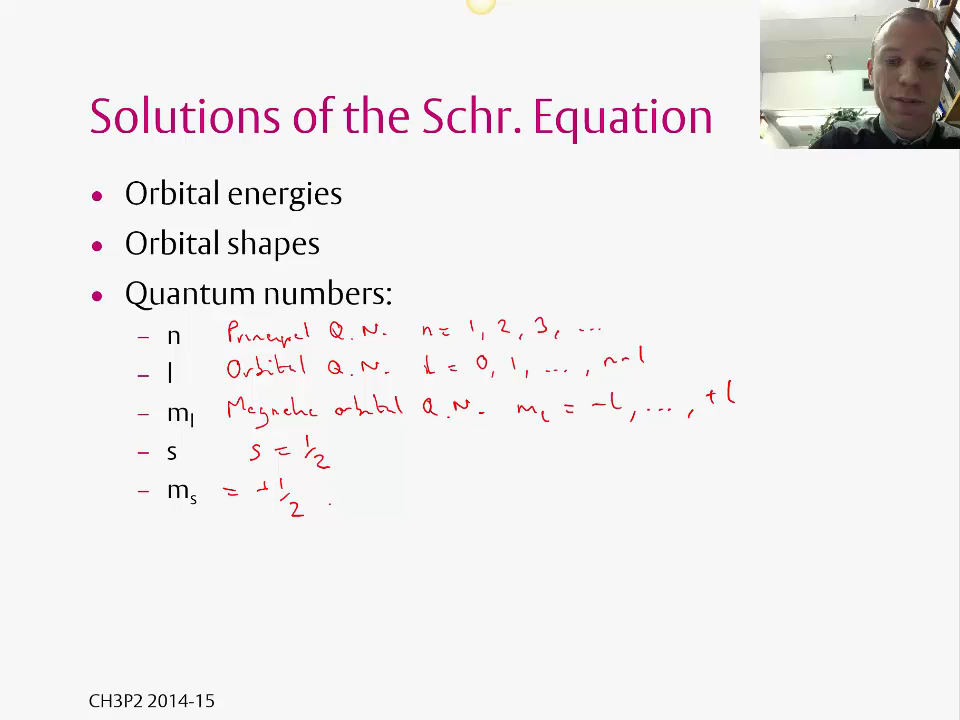 Solutions of the Schr. Equation
• Orbital energies
• Orbital shapes
• Quantum numbers:
– n Principal Q.N. n = 1, 2, 3, ...
– l Orbital Q.N. l = 0, 1, ..., n-1
– ml Magnetic orbital Q.N. ml = -l, ..., +l
– s s = 1/2
– ms = +1/2
CH3P2 2014-15